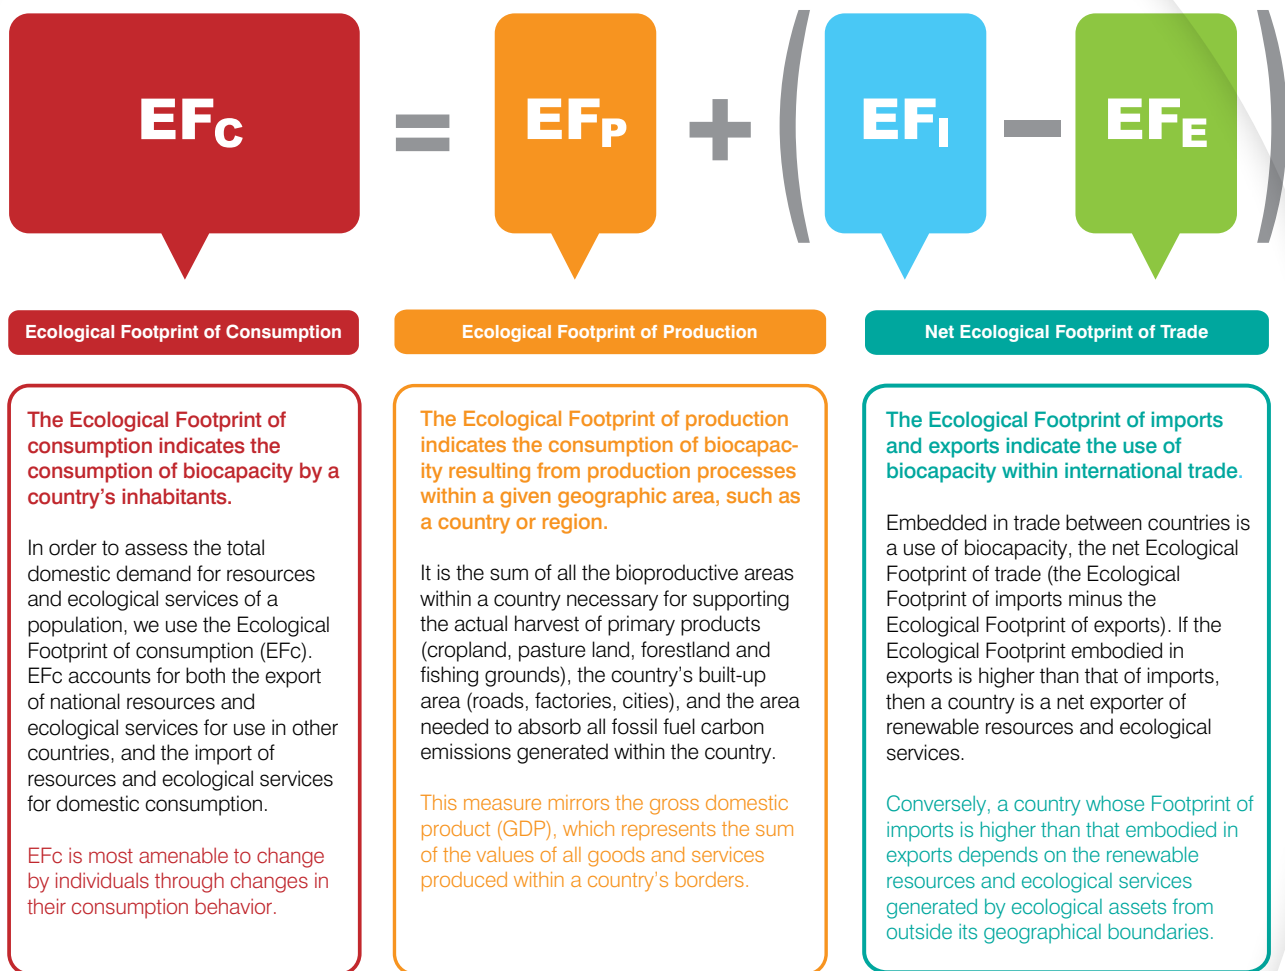 EFC = EFP + (EFI − EFE)
Ecological Footprint of Consumption
The Ecological Footprint of
consumption indicates the
consumption of biocapacity by a
country’s inhabitants.
In order to assess the total
domestic demand for resources
and ecological services of a
population, we use the Ecological
Footprint of consumption (EFc).
EFc accounts for both the export
of national resources and
ecological services for use in other
countries, and the import of
resources and ecological services
for domestic consumption.
EFc is most amenable to change
by individuals through changes in
their consumption behavior.
Ecological Footprint of Production
The Ecological Footprint of production
indicates the consumption of biocapac-
ity resulting from production processes
within a given geographic area, such as
a country or region.
It is the sum of all the bioproductive areas
within a country necessary for supporting
the actual harvest of primary products
(cropland, pasture land, forestland and
fishing grounds), the country’s built-up
area (roads, factories, cities), and the area
needed to absorb all fossil fuel carbon
emissions generated within the country.
This measure mirrors the gross domestic
product (GDP), which represents the sum
of the values of all goods and services
produced within a country’s borders.
Net Ecological Footprint of Trade
The Ecological Footprint of imports
and exports indicate the use of
biocapacity within international trade.
Embedded in trade between countries is
a use of biocapacity, the net Ecological
Footprint of trade (the Ecological
Footprint of imports minus the
Ecological Footprint of exports). If the
Ecological Footprint embodied in
exports is higher than that of imports,
then a country is a net exporter of
renewable resources and ecological
services.
Conversely, a country whose Footprint of
imports is higher than that embodied in
exports depends on the renewable
resources and ecological services
generated by ecological assets from
outside its geographical boundaries.